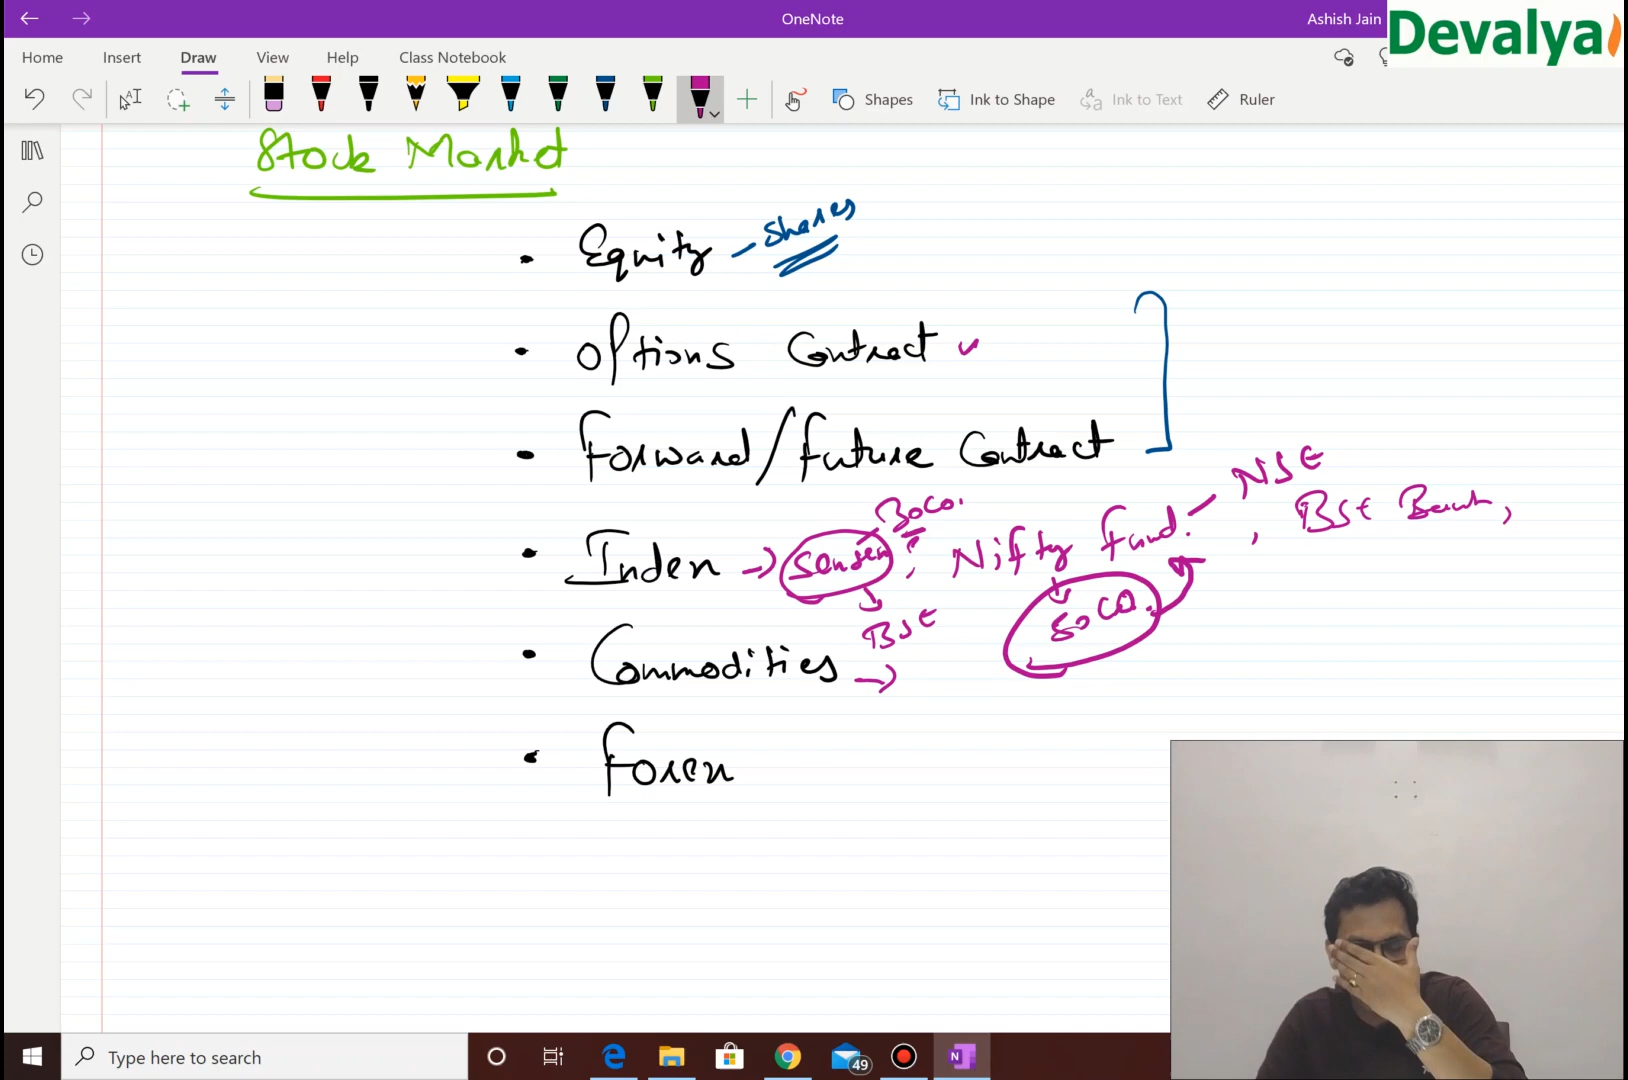 OneNote
Ashish Jain
Devalya
Home Insert Draw View Help Class Notebook
Shapes Ink to Shape Ink to Text Ruler
Stock Market
• Equity - Shares
• Options Contract
• Forward/Future Contract
• Index → Sensex, Nifty Fund. - NSE, BSE
30 Co.
BSE
50 CO.
• Commodities →
• Forex
Type here to search
49
N